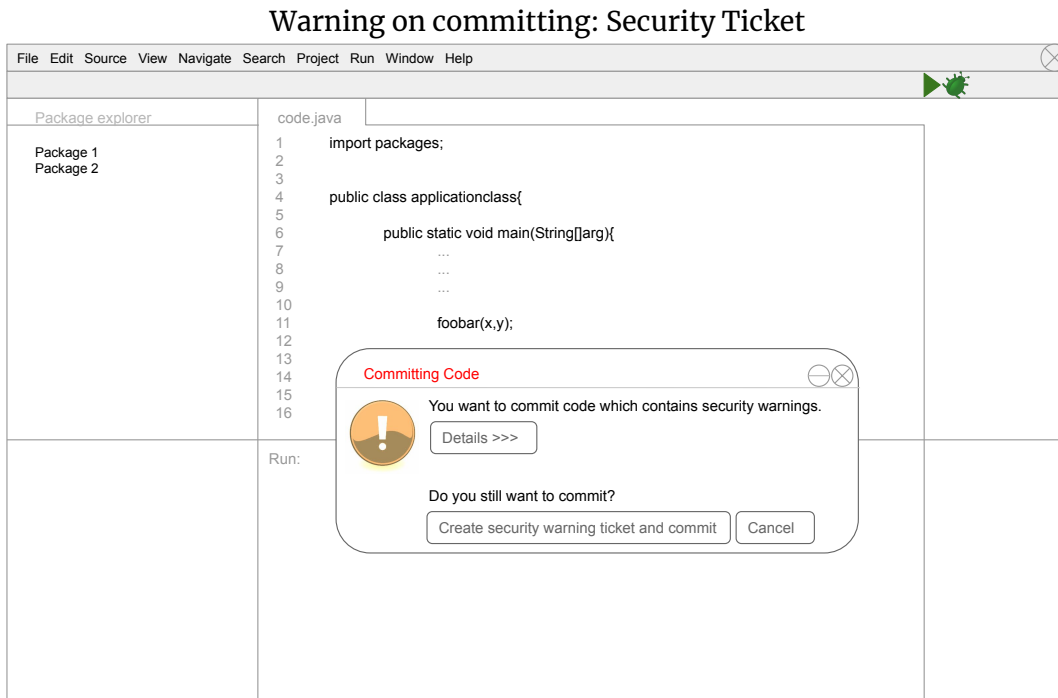 Warning on committing: Security Ticket
File Edit Source View Navigate Search Project Run Window Help
Package explorer
Package 1
Package 2
code.java
1 import packages;
2
3
4 public class applicationclass{
5
6 public static void main(String[]arg){
7 ...
8 ...
9 ...
10
11 foobar(x,y);
12
13
14
15
16
Committing Code
You want to commit code which contains security warnings.
Details >>>
Do you still want to commit?
Create security warning ticket and commit
Cancel
Run: